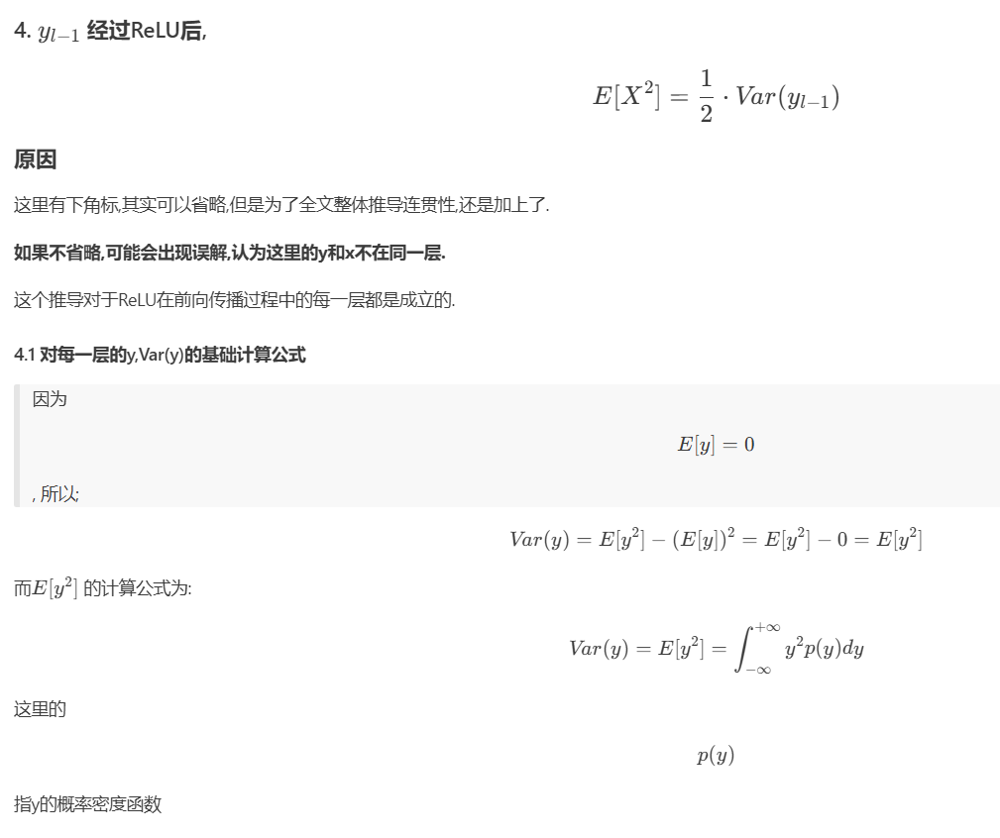 4. $y_{l-1}$ 经过ReLU后,
$E[X^2] = \frac{1}{2} \cdot Var(y_{l-1})$
原因
这里有下角标,其实可以省略,但是为了全文整体推导连贯性,还是加上了.
如果不省略,可能会出现误解,认为这里的y和x不在同一层.
这个推导对于ReLU在前向传播过程中的每一层都是成立的.
4.1 对每一层的y,Var(y)的基础计算公式
因为
$E[y] = 0$
, 所以;
$Var(y) = E[y^2] - (E[y])^2 = E[y^2] - 0 = E[y^2]$
而$E[y^2]$ 的计算公式为:
$Var(y) = E[y^2] = \int_{-\infty}^{+\infty} y^2 p(y) dy$
这里的
$p(y)$
指y的概率密度函数